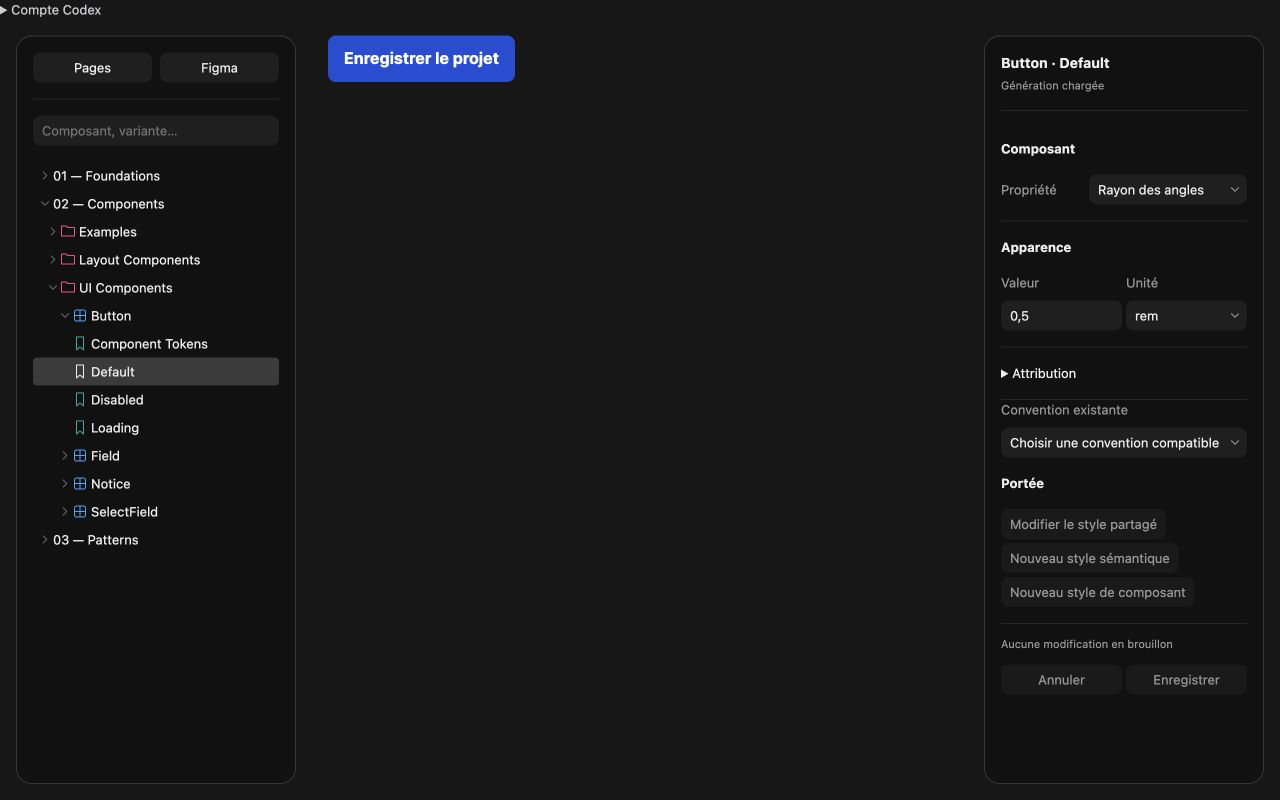 Compte Codex
Pages
Figma
Composant, variante…
01 — Foundations
02 — Components
Examples
Layout Components
UI Components
Button
Component Tokens
Default
Disabled
Loading
Field
Notice
SelectField
03 — Patterns
Enregistrer le projet
Button · Default
Génération chargée
Composant
Propriété
Rayon des angles
Apparence
Valeur
Unité
0,5
rem
Attribution
Convention existante
Choisir une convention compatible
Portée
Modifier le style partagé
Nouveau style sémantique
Nouveau style de composant
Aucune modification en brouillon
Annuler
Enregistrer